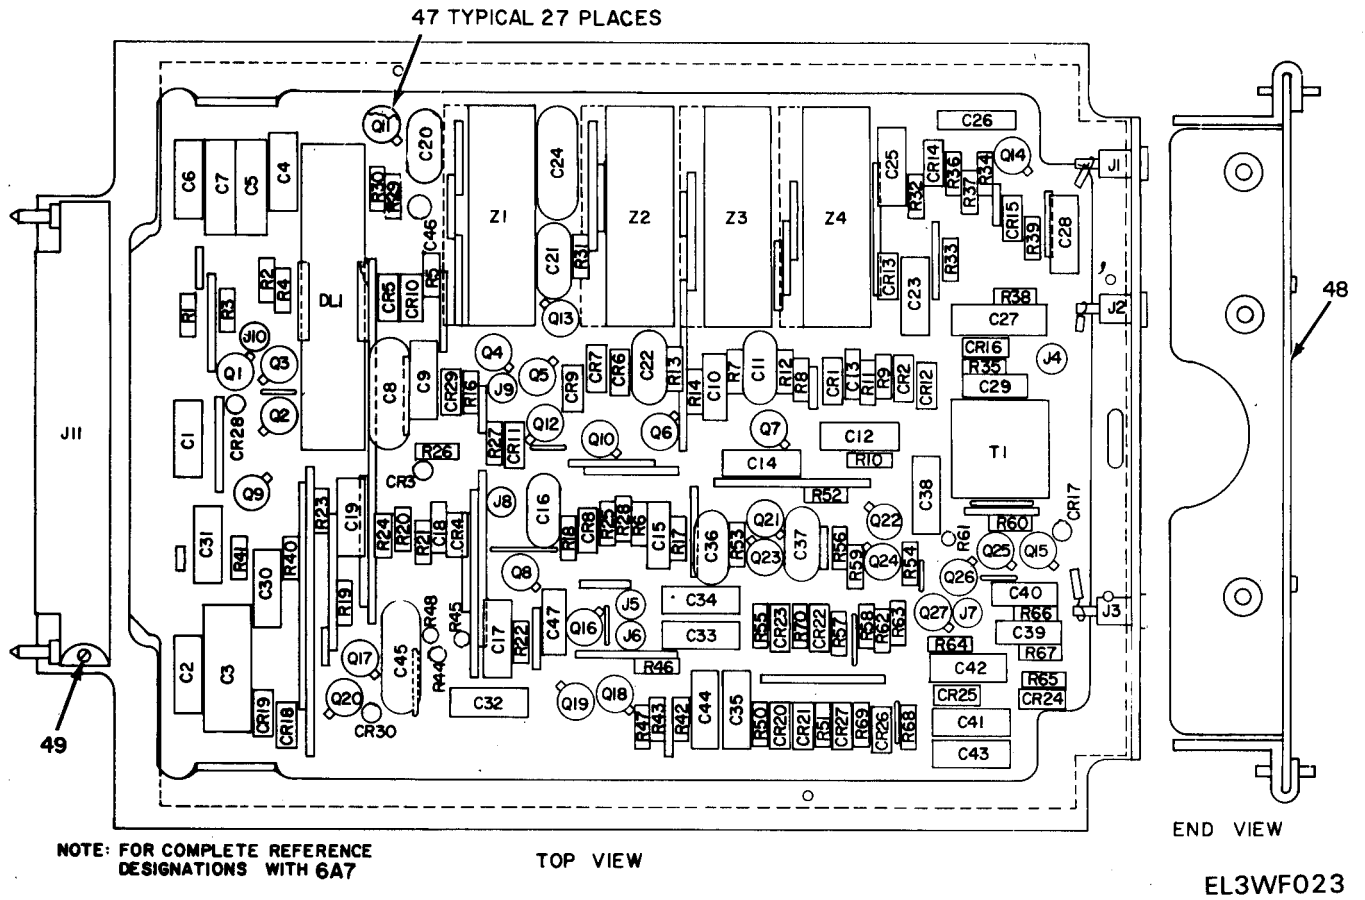 47 TYPICAL 27 PLACES
Q11
C20
C6
C7
C5
C4
R30
R29
C46
Z1
C24
C21
R31
Q13
Z2
Z3
Z4
C25
C26
CR14
R36
R34
Q14
R32
R37
CR15
R39
C28
J1
CR13
R33
C23
R38
C27
J2
48
R2
R4
R1
R3
DL1
CR5
CR10
R5
J10
Q1
Q3
Q2
CR28
C1
J11
C8
C9
CR29
R16
Q4
J9
Q5
CR9
CR7
CR6
C22
R13
R14
C10
R7
C11
R12
R8
CR1
C13
R11
R9
CR2
CR12
CR16
R35
C29
J4
R27
CR11
Q12
Q10
Q6
Q7
C12
R10
C14
R52
T1
R26
CR3
Q9
R23
C19
R24
R20
R21
C18
CR4
J8
C16
R18
CR8
R25
R28
R6
C15
R17
C36
R53
Q21
Q23
C37
R56
R59
Q22
Q24
R54
C38
R61
R60
CR17
Q25
Q15
Q26
C31
R41
C30
R40
R19
R48
R45
R44
C17
R22
Q8
C47
Q16
J5
J6
C34
C33
R46
R55
CR23
R70
CR22
R57
R58
R62
R63
Q27
J7
C40
R66
C39
R67
R64
C42
J3
C2
C3
CR19
CR18
Q17
Q20
CR30
C45
C32
Q19
Q18
R47
R43
R42
C44
C35
R50
CR20
CR21
R51
CR27
R69
CR26
R68
CR25
R65
CR24
C41
C43
49
NOTE: FOR COMPLETE REFERENCE
DESIGNATIONS WITH 6A7
TOP VIEW
END VIEW
EL3WF023